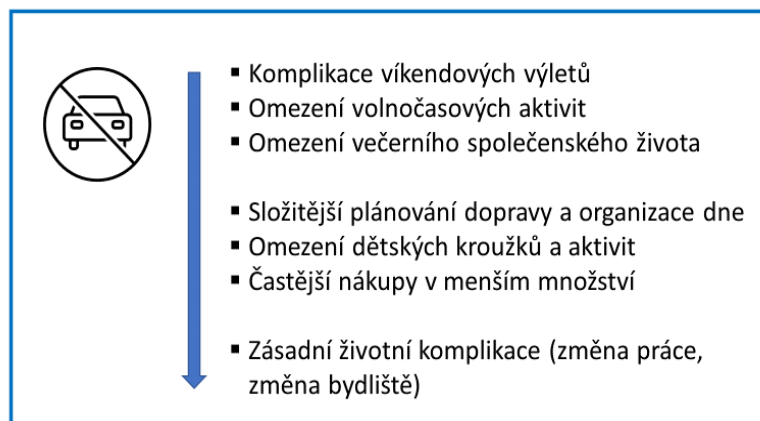 ▪ Komplikace víkendových výletů
▪ Omezení volnočasových aktivit
▪ Omezení večerního společenského života
▪ Složitější plánování dopravy a organizace dne
▪ Omezení dětských kroužků a aktivit
▪ Častější nákupy v menším množství
▪ Zásadní životní komplikace (změna práce,
změna bydliště)